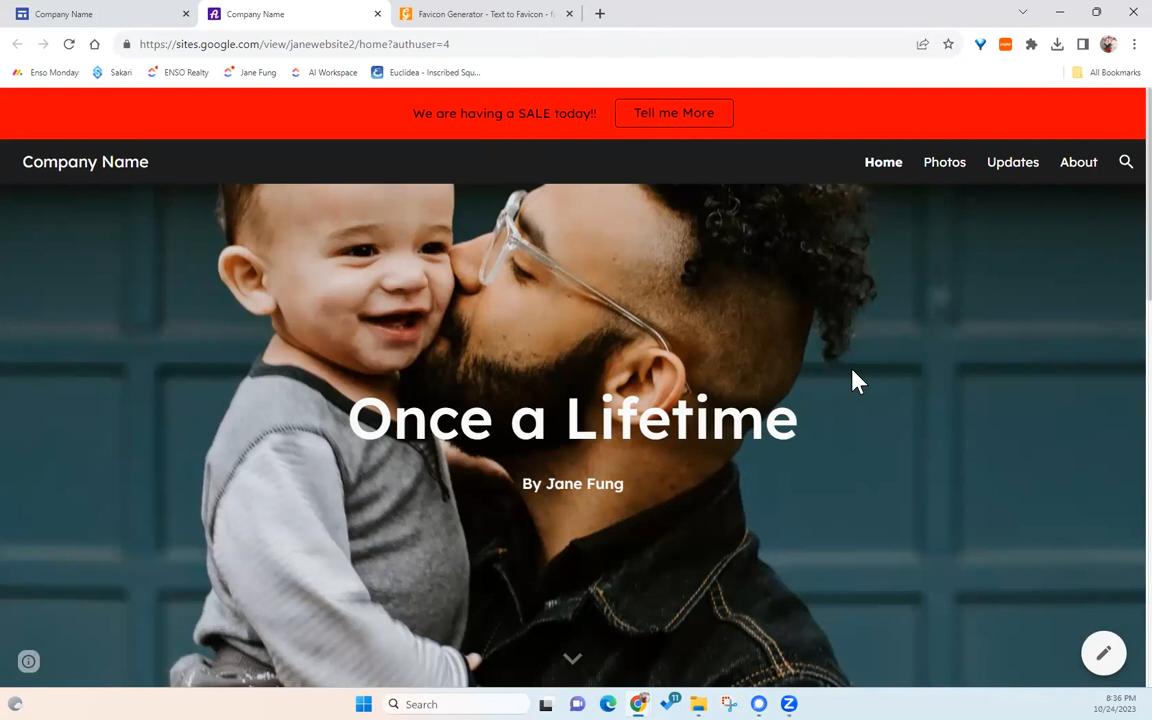 Company Name
Company Name
Favicon Generator - Text to Favicon - f
https://sites.google.com/view/janewebsite2/home?authuser=4
Enso Monday
Sakari
ENSO Realty
Jane Fung
AI Workspace
Euclidea - Inscribed Squ...
All Bookmarks
We are having a SALE today!!
Tell me More
Company Name
Home
Photos
Updates
About
Once a Lifetime
By Jane Fung
Search
11
8:36 PM
10/24/2023